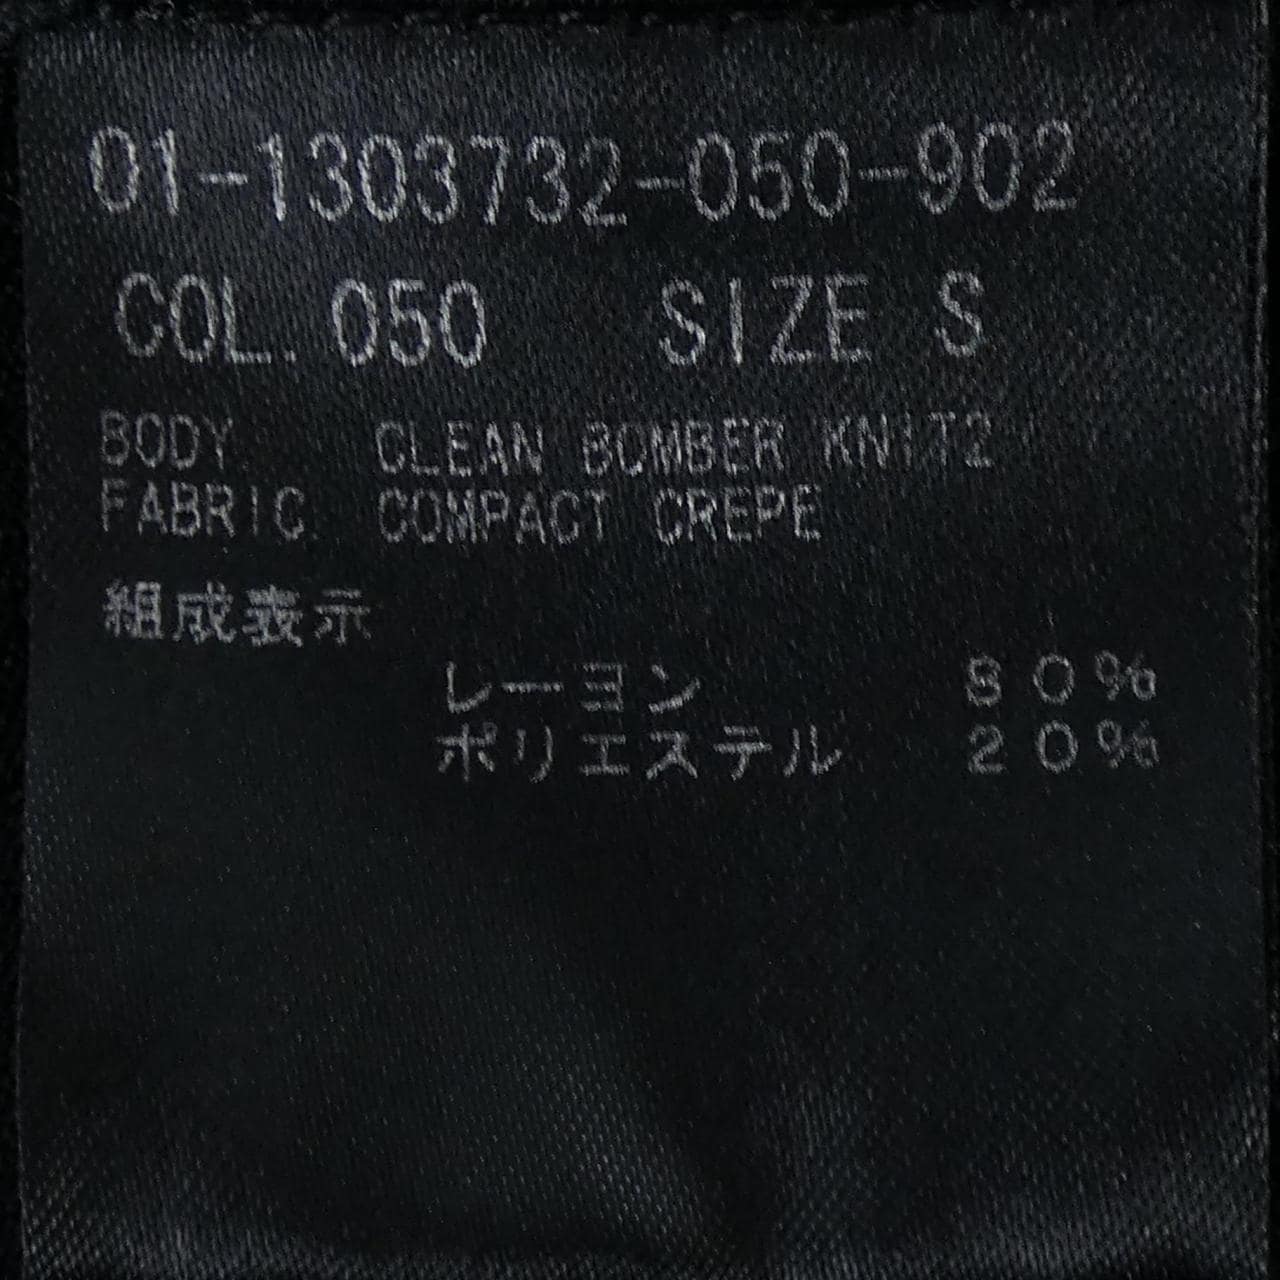 01-1303732-050-902
COL. 050 SIZE S
BODY CLEAN BOMBER KNIT2
FABRIC COMPACT CREPE
組成表示
レーヨン 80%
ポリエステル 20%